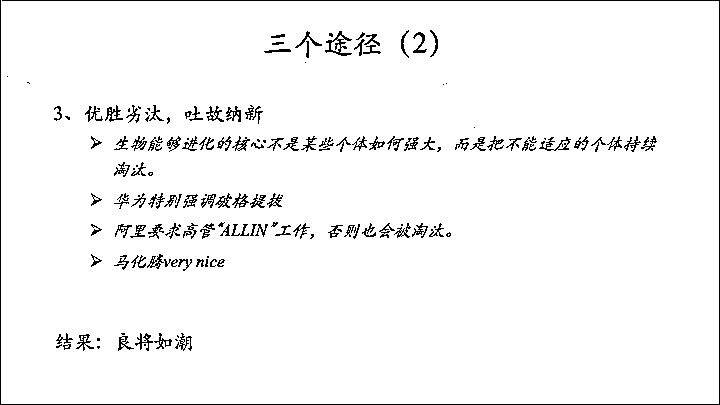 三个途径（2）
3、优胜劣汰，吐故纳新
➢ 生物能够进化的核心不是某些个体如何强大，而是把不能适应的个体持续
淘汰。
➢ 华为特别强调破格提拔
➢ 阿里要求高管“ALLIN”工作，否则也会被淘汰。
➢ 马化腾very nice
结果：良将如潮